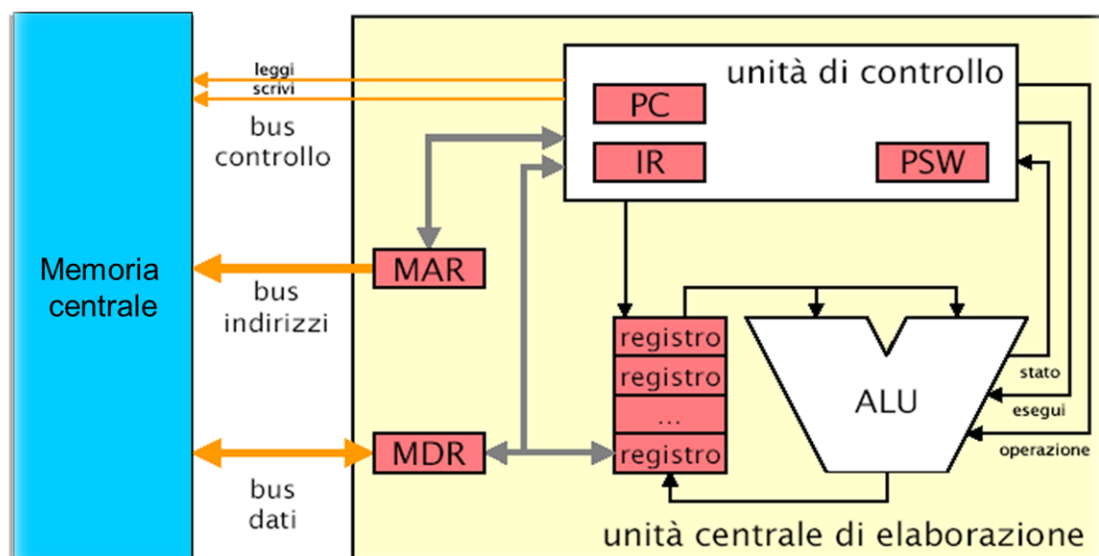 leggi
scrivi
bus
controllo
unità di controllo
PC
IR
PSW
Memoria
centrale
MAR
bus
indirizzi
registro
registro
...
registro
ALU
stato
esegui
operazione
MDR
bus
dati
unità centrale di elaborazione